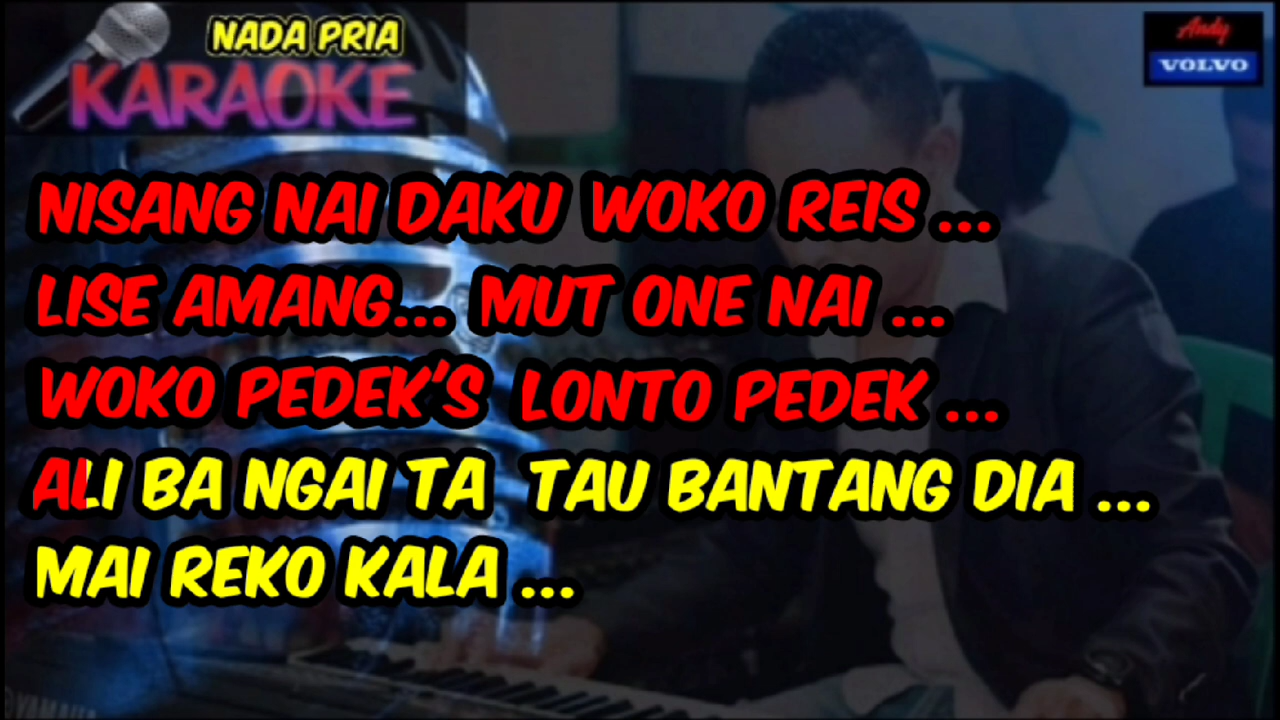 NADA PRIA
KARAOKE
Andy
VOLVO
NISANG NAI DAKU WOKO REIS ...
LISE AMANG... MUT ONE NAI ...
WOKO PEDEK'S LONTO PEDEK ...
ALI BA NGAI TA TAU BANTANG DIA ...
MAI REKO KALA ...
YAMAHA